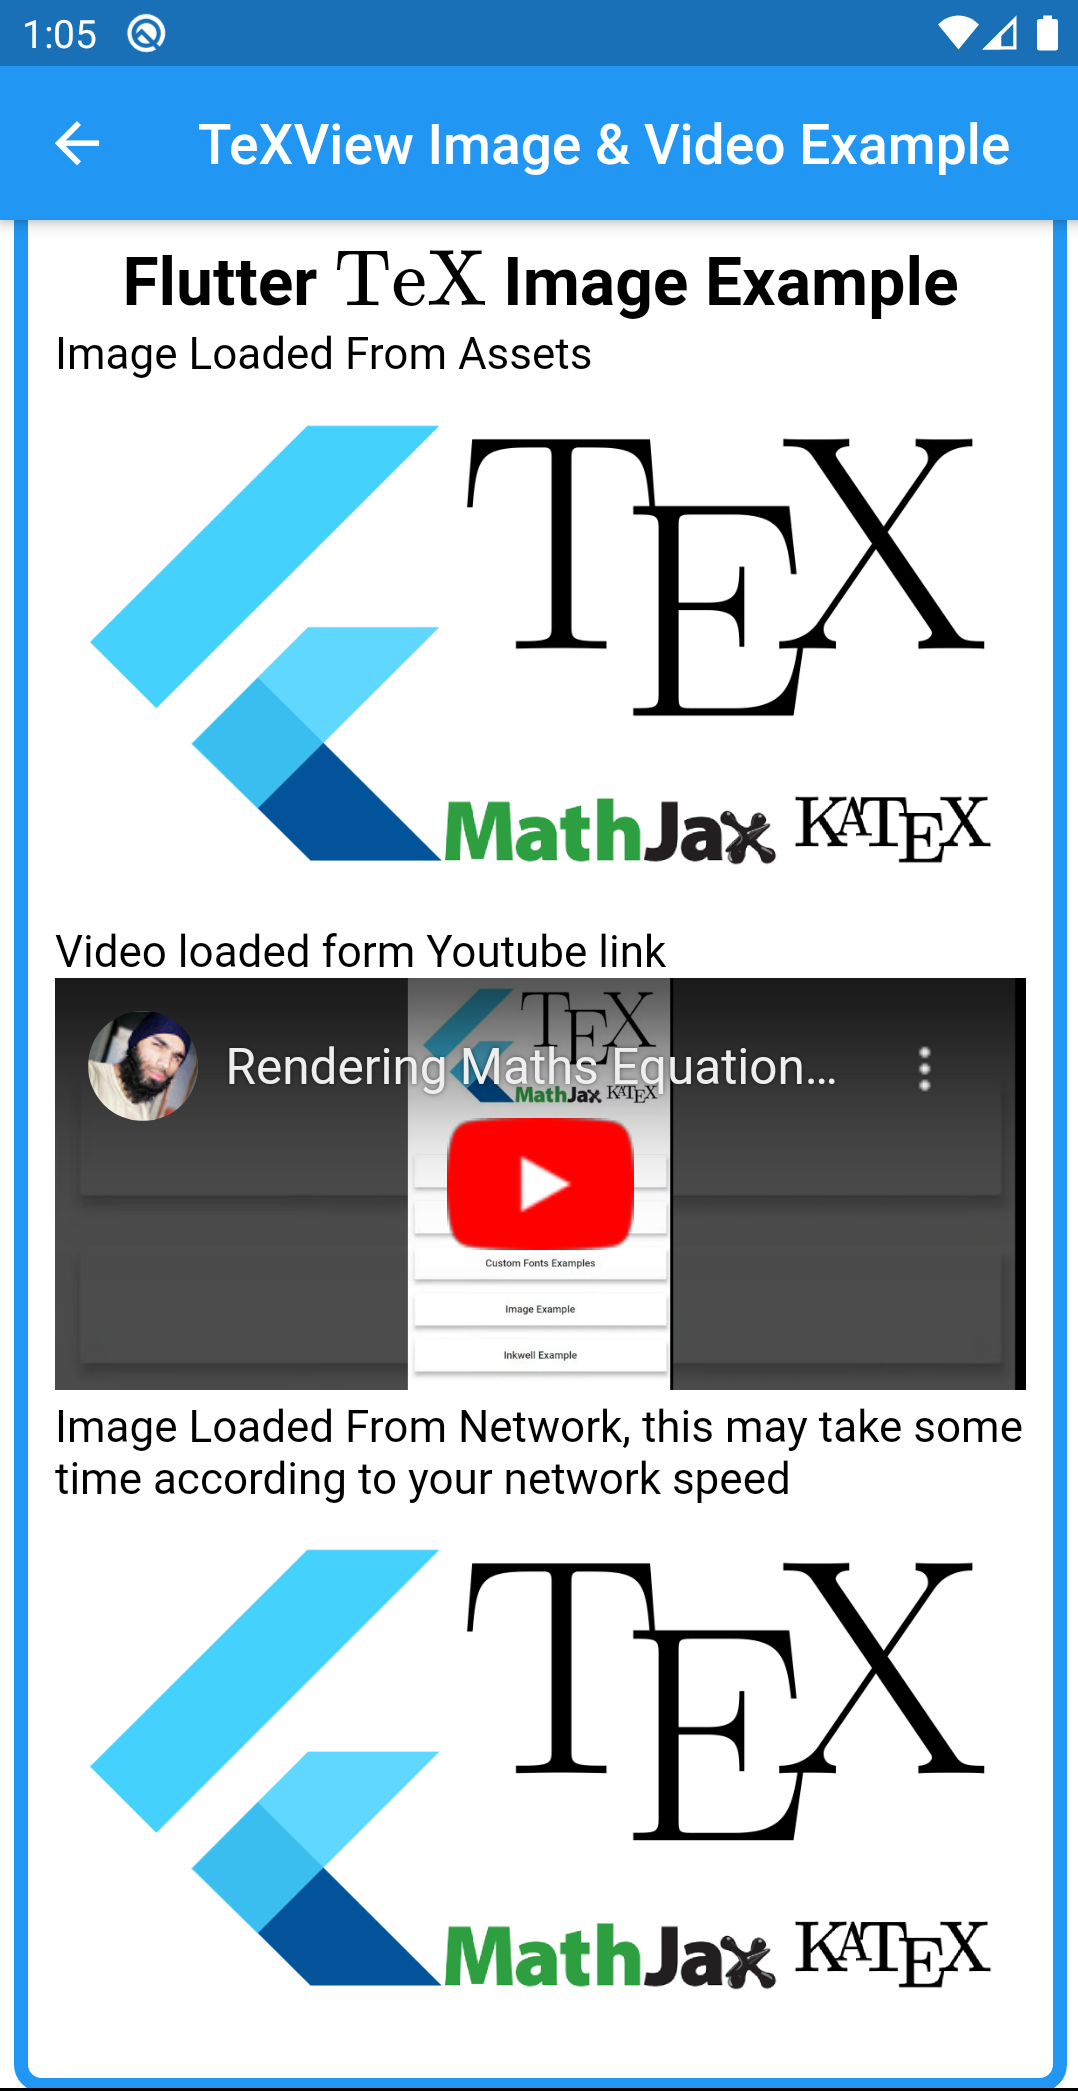 1:05
TeXView Image & Video Example
Flutter TeX Image Example
Image Loaded From Assets
TEX
MathJax KATEX
Video loaded form Youtube link
TEX
Rendering Maths Equation...
MathJax KATEX
Custom Fonts Examples
Image Example
Inkwell Example
Image Loaded From Network, this may take some
time according to your network speed
TEX
MathJax KATEX